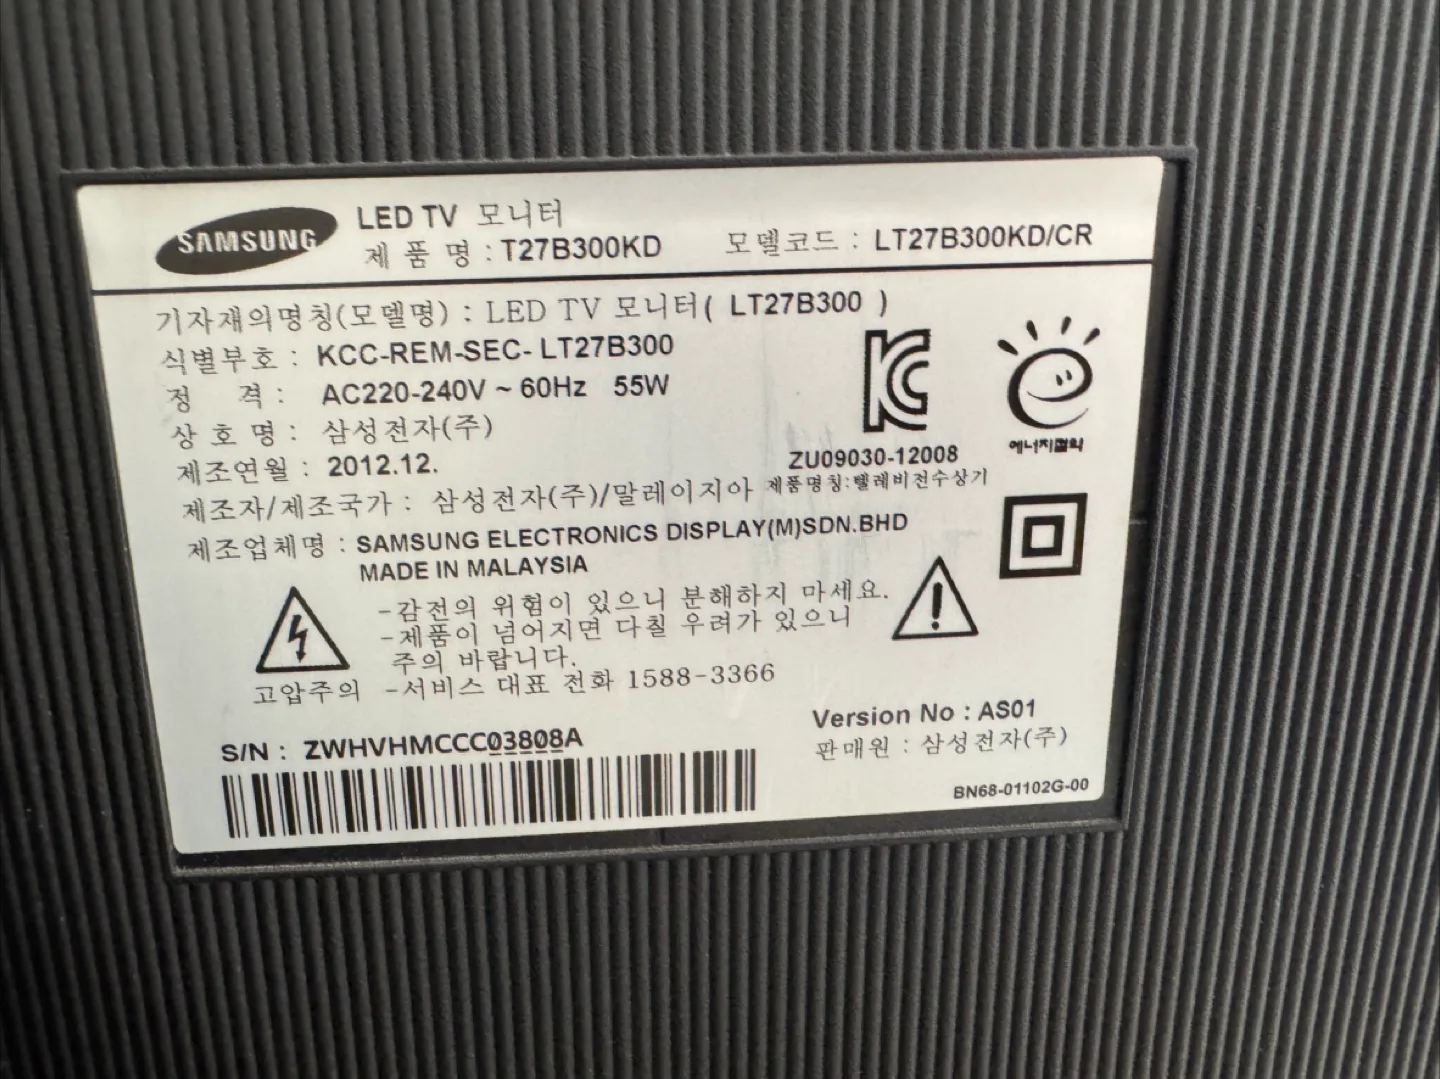 SAMSUNG
LED TV 모니터
제 품 명 : T27B300KD 모델코드 : LT27B300KD/CR
기자재의명칭(모델명) : LED TV 모니터( LT27B300 )
식별부호 : KCC-REM-SEC- LT27B300
정 격 : AC220-240V ~ 60Hz 55W
상 호 명 : 삼성전자(주)
제조연월 : 2012.12.
제조자/제조국가 : 삼성전자(주)/말레이지아
제조업체명 : SAMSUNG ELECTRONICS DISPLAY(M)SDN.BHD
MADE IN MALAYSIA
ZU09030-12008
제품명칭:텔레비전수상기
에너지절약
-감전의 위험이 있으니 분해하지 마세요.
-제품이 넘어지면 다칠 우려가 있으니
주의 바랍니다.
고압주의 -서비스 대표 전화 1588-3366
S/N : ZWHVHMCCC03808A
Version No : AS01
판매원 : 삼성전자(주)
BN68-01102G-00